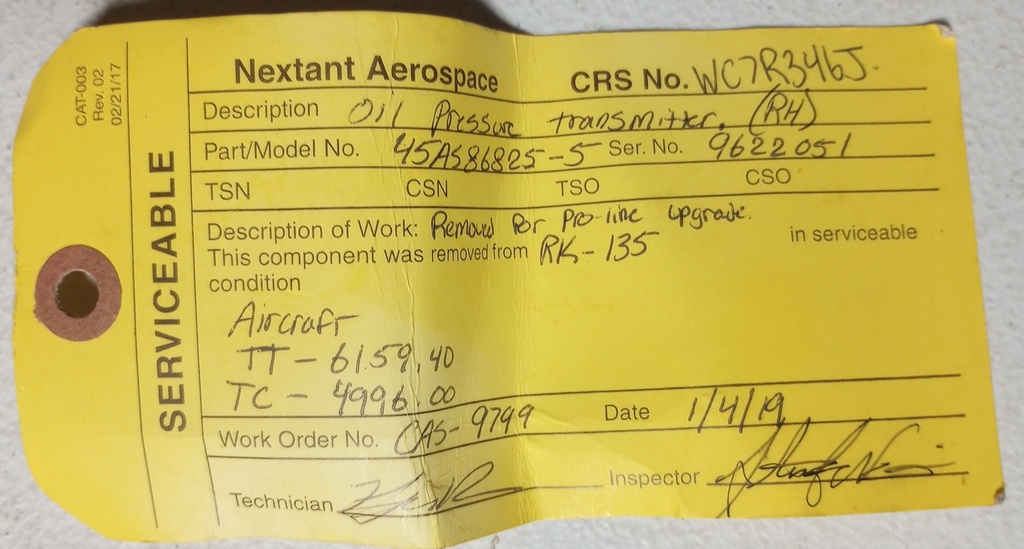 CAT-003
Rev. 02
02/21/17
SERVICEABLE
Nextant Aerospace CRS No. WC7R346J.
Description Oil Pressure transmitter. (RH)
Part/Model No. 45AS86825-5 Ser. No. 9622051
TSN CSN TSO CSO
Description of Work: Removed for Pro-line upgrade.
This component was removed from RK-135 in serviceable
condition
Aircraft
TT - 6159.40
TC - 4996.00
Work Order No. OAS-9799 Date 1/4/19
Technician Inspector